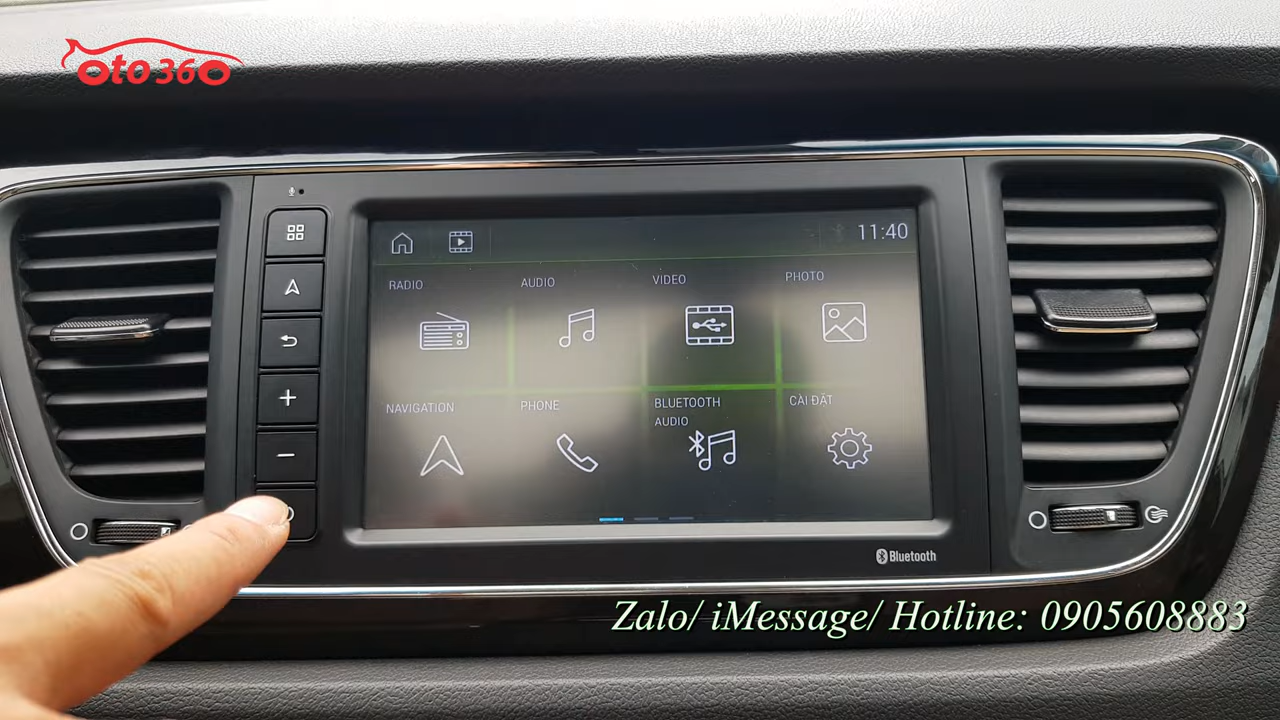 oto360
11:40
RADIO
AUDIO
VIDEO
PHOTO
NAVIGATION
PHONE
BLUETOOTH
AUDIO
CÀI ĐẶT
Bluetooth
Zalo/ iMessage/ Hotline: 0905608883